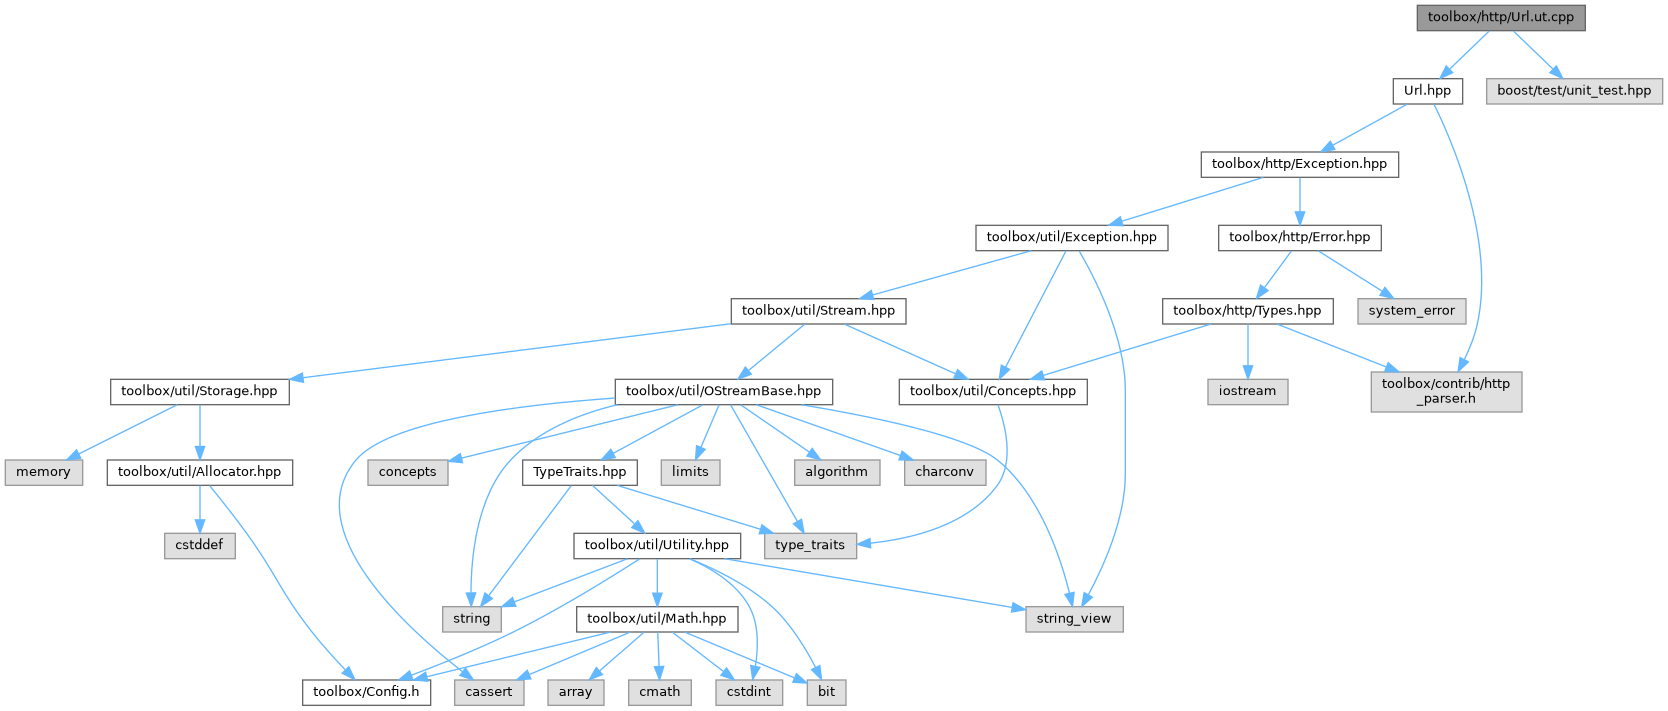 toolbox/http/Url.ut.cpp
Url.hpp
boost/test/unit_test.hpp
toolbox/http/Exception.hpp
toolbox/util/Exception.hpp
toolbox/http/Error.hpp
toolbox/util/Stream.hpp
toolbox/http/Types.hpp
system_error
toolbox/util/Storage.hpp
toolbox/util/OStreamBase.hpp
toolbox/util/Concepts.hpp
iostream
toolbox/contrib/http
_parser.h
memory
toolbox/util/Allocator.hpp
concepts
TypeTraits.hpp
limits
algorithm
charconv
cstddef
toolbox/util/Utility.hpp
type_traits
string
toolbox/util/Math.hpp
string_view
toolbox/Config.h
cassert
array
cmath
cstdint
bit